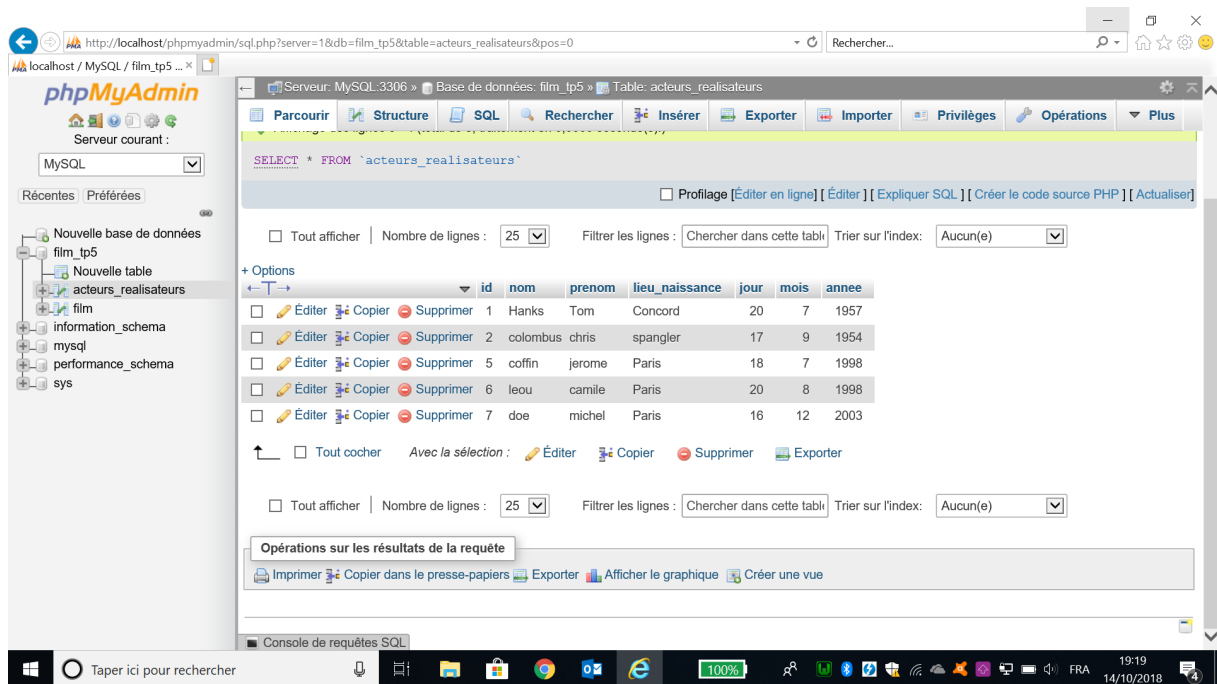 http://localhost/phpmyadmin/sql.php?server=1&db=film_tp5&table=acteurs_realisateurs&pos=0
Rechercher...
localhost / MySQL / film_tp5 ...
phpMyAdmin
Serveur courant :
MySQL
Récentes Préférées
Nouvelle base de données
film_tp5
Nouvelle table
acteurs_realisateurs
film
information_schema
mysql
performance_schema
sys
Serveur: MySQL:3306 » Base de données: film_tp5 » Table: acteurs_realisateurs
Parcourir Structure SQL Rechercher Insérer Exporter Importer Privilèges Opérations Plus
SELECT * FROM `acteurs_realisateurs`
Profilage [Éditer en ligne] [ Éditer ] [ Expliquer SQL ] [ Créer le code source PHP ] [ Actualiser]
Tout afficher Nombre de lignes : 25 Filtrer les lignes : Chercher dans cette table Trier sur l'index: Aucun(e)
+ Options
id nom prenom lieu_naissance jour mois annee
Éditer Copier Supprimer 1 Hanks Tom Concord 20 7 1957
Éditer Copier Supprimer 2 colombus chris spangler 17 9 1954
Éditer Copier Supprimer 5 coffin jerome Paris 18 7 1998
Éditer Copier Supprimer 6 leou camile Paris 20 8 1998
Éditer Copier Supprimer 7 doe michel Paris 16 12 2003
Tout cocher Avec la sélection : Éditer Copier Supprimer Exporter
Tout afficher Nombre de lignes : 25 Filtrer les lignes : Chercher dans cette table Trier sur l'index: Aucun(e)
Opérations sur les résultats de la requête
Imprimer Copier dans le presse-papiers Exporter Afficher le graphique Créer une vue
Console de requêtes SQL
Taper ici pour rechercher
100%
FRA
19:19
14/10/2018
4